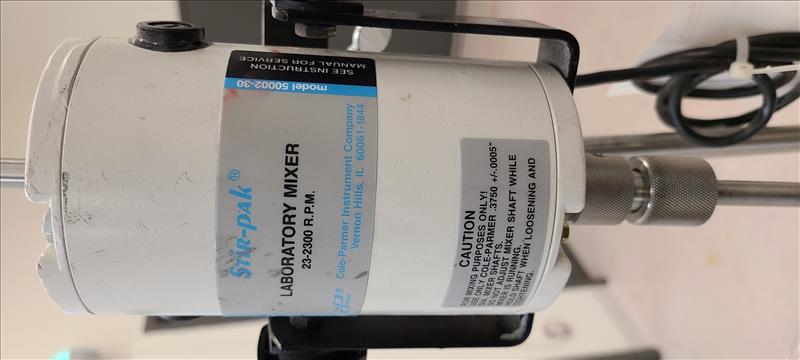 Stir-pak®
LABORATORY MIXER
23-2300 R.P.M.
Cole-Parmer Instrument Company
Vernon Hills, IL 60061-1844
model 50002-30
SEE INSTRUCTION
MANUAL FOR SERVICE
CAUTION
FOR MIXING PURPOSES ONLY!
USE ONLY COLE-PARMER .3750 +/-.0005"
DIA. MIXER SHAFTS.
DO NOT ADJUST MIXER SHAFT WHILE
MIXER IS RUNNING.
HOLD SHAFT WHEN LOOSENING AND
TIGHTENING.